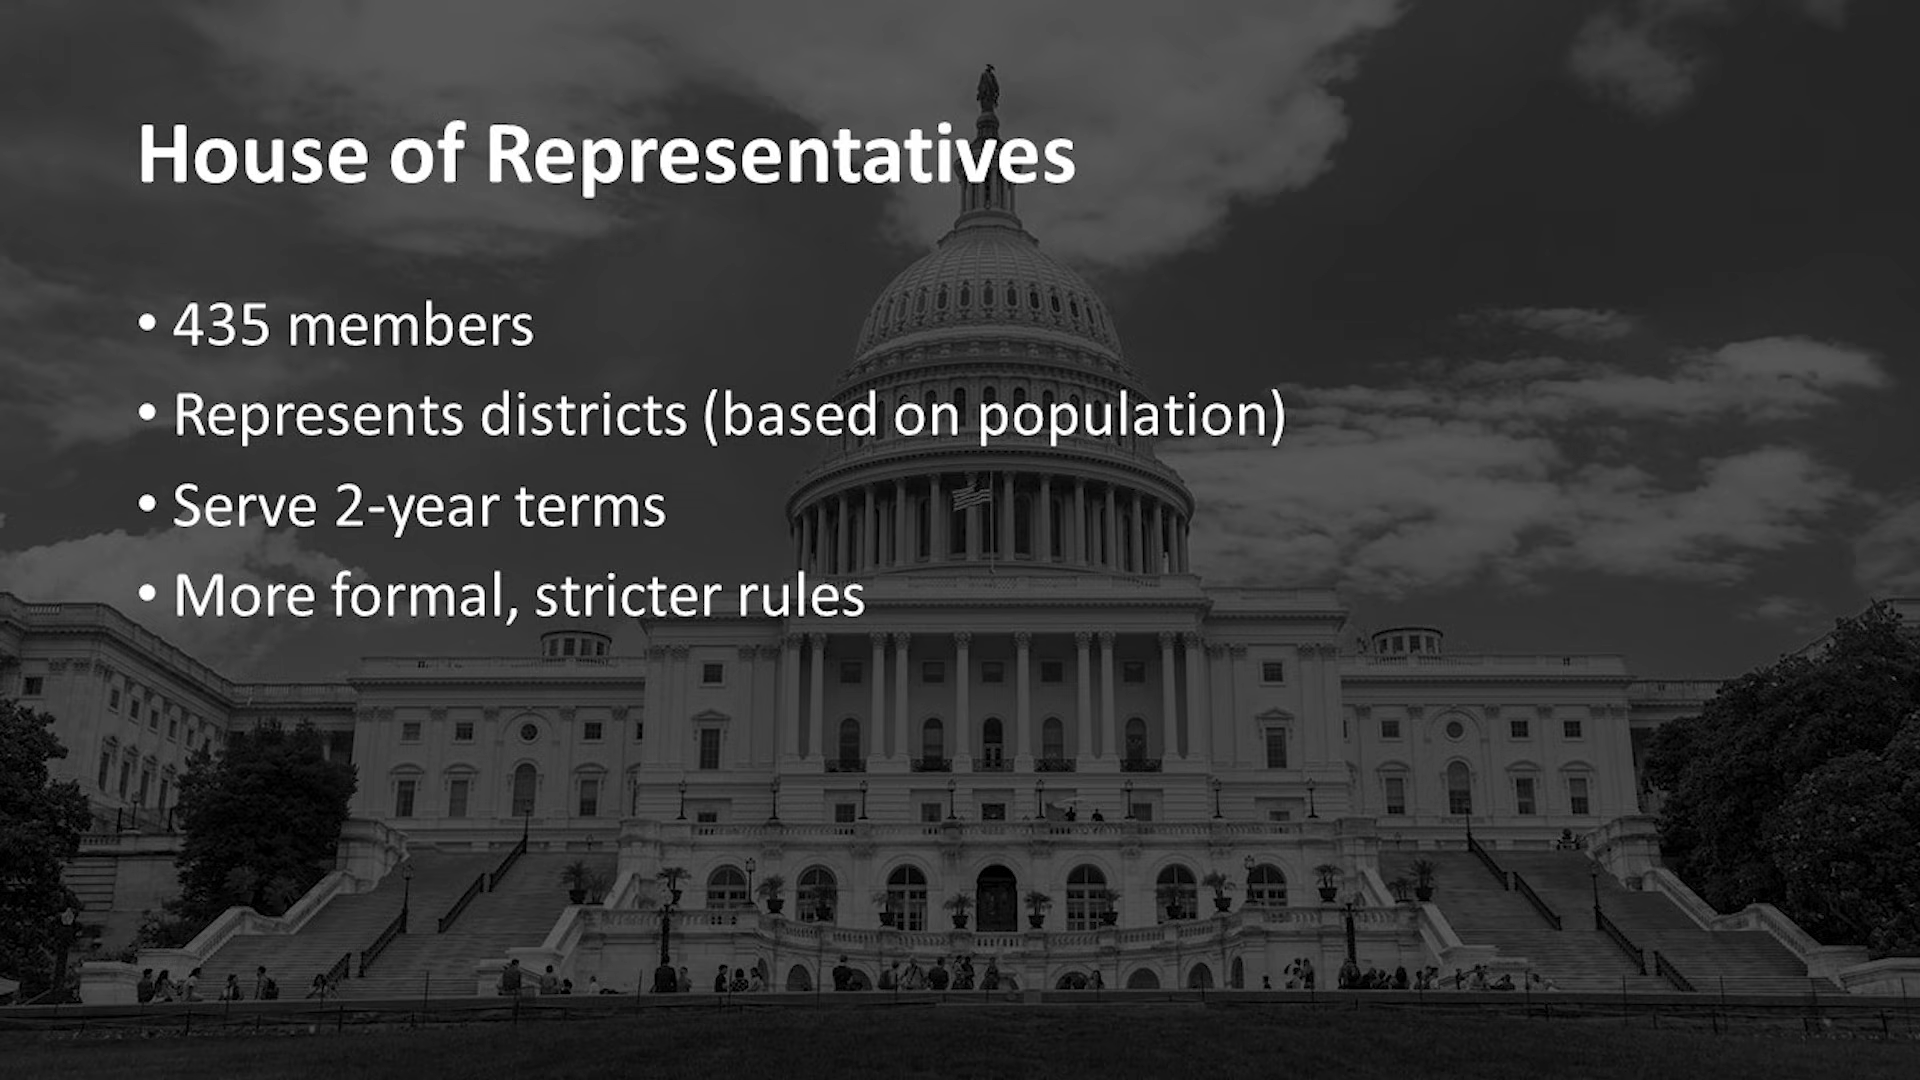 House of Representatives
• 435 members
• Represents districts (based on population)
• Serve 2-year terms
• More formal, stricter rules